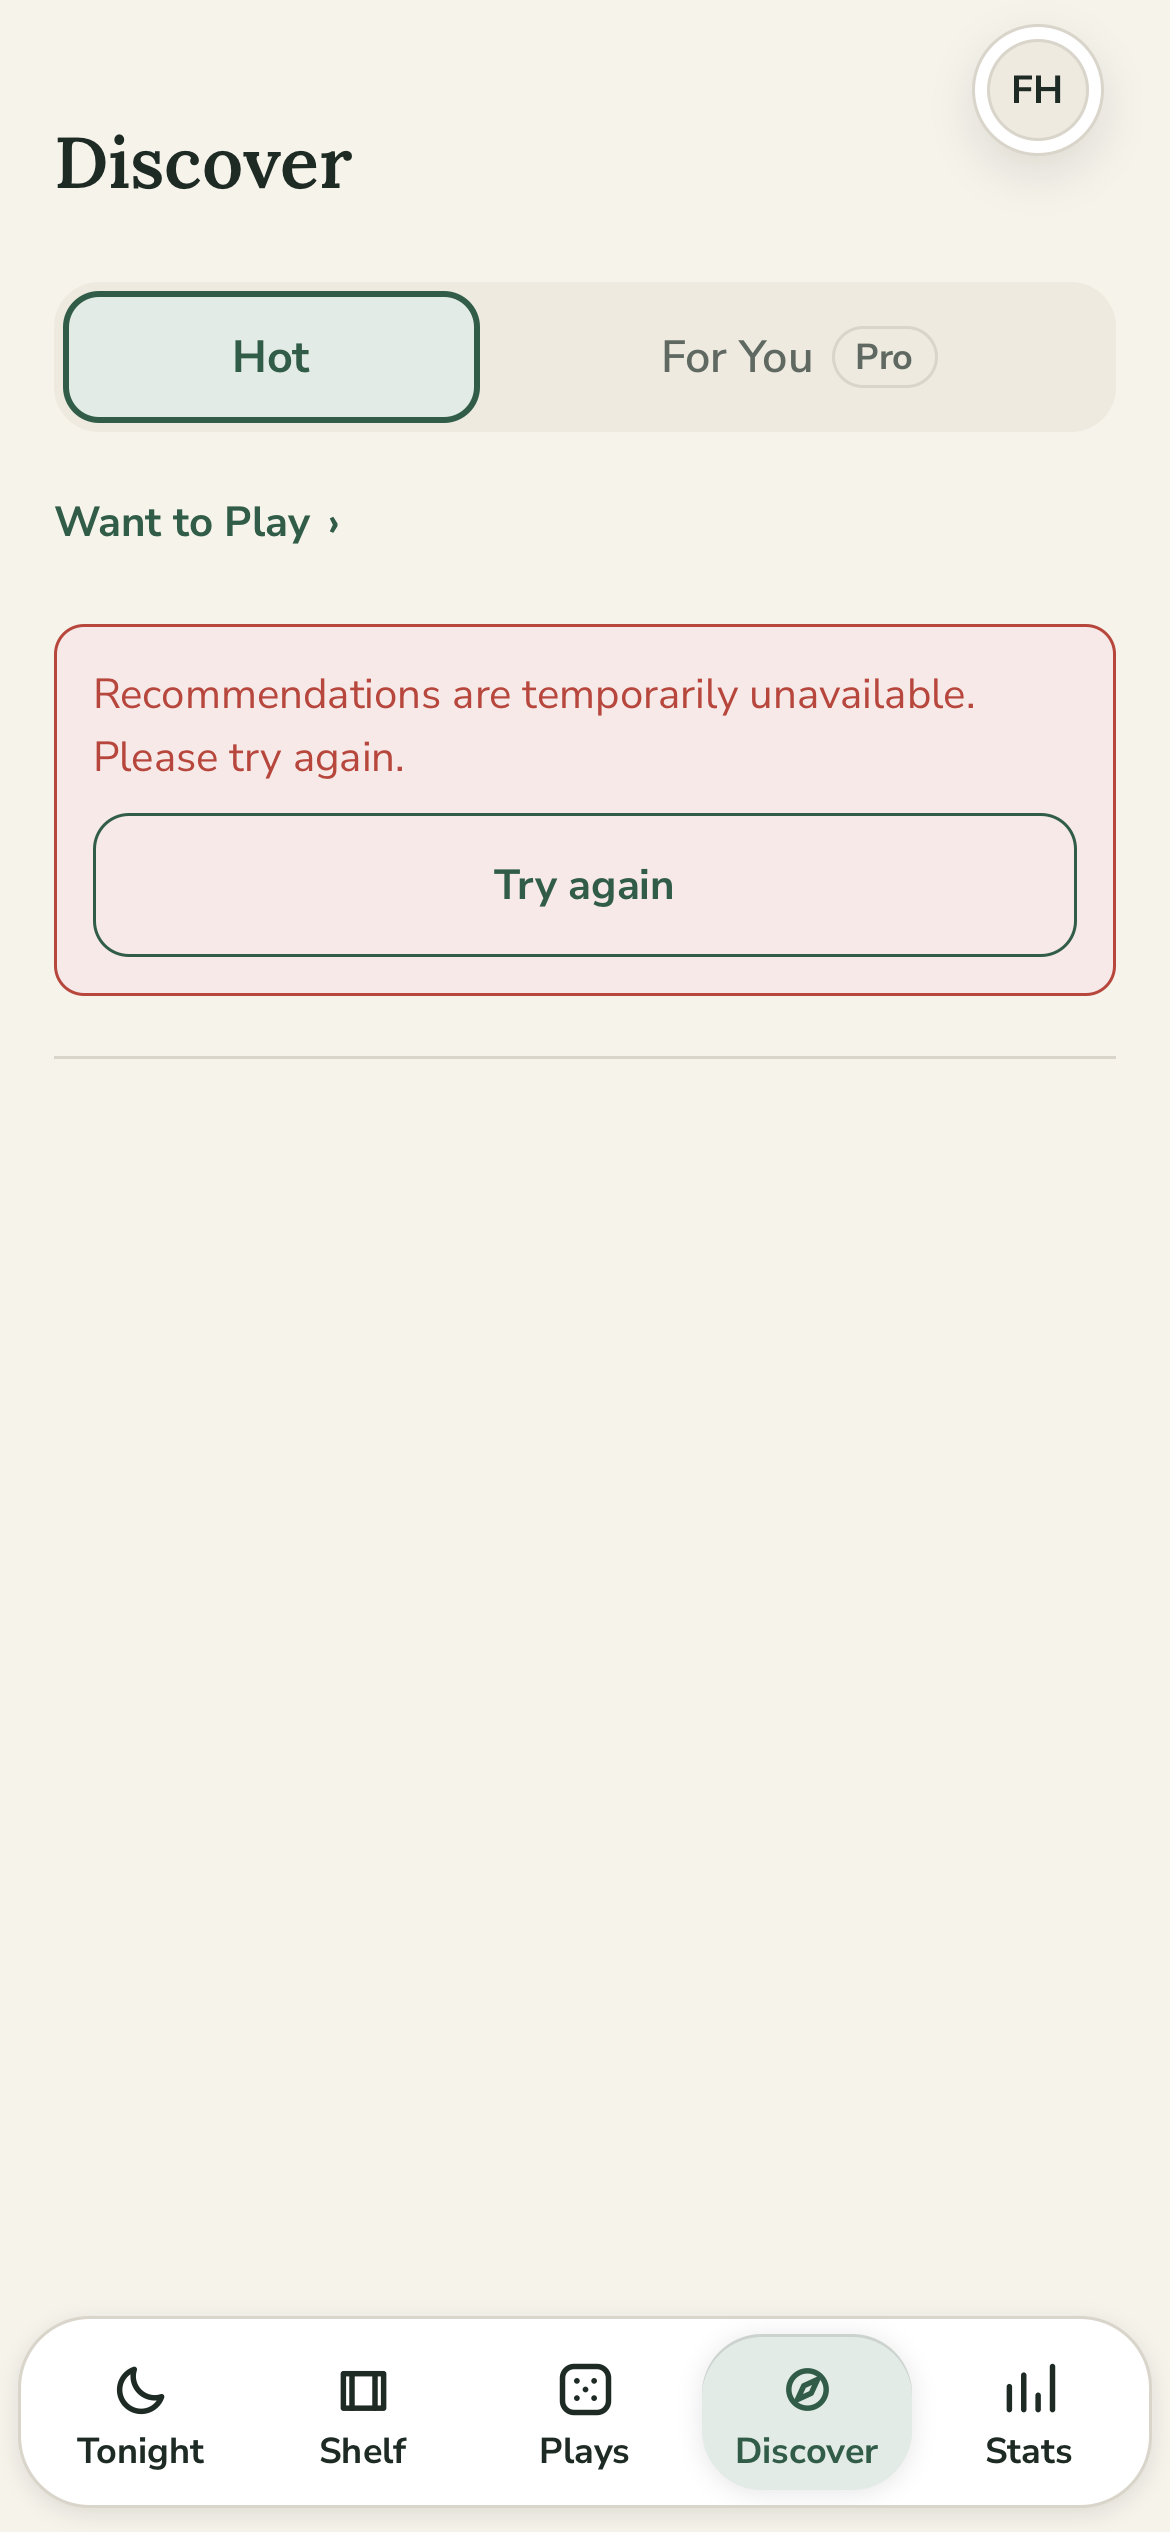 FH
Discover
Hot
For You Pro
Want to Play ›
Recommendations are temporarily unavailable.
Please try again.
Try again
Tonight
Shelf
Plays
Discover
Stats